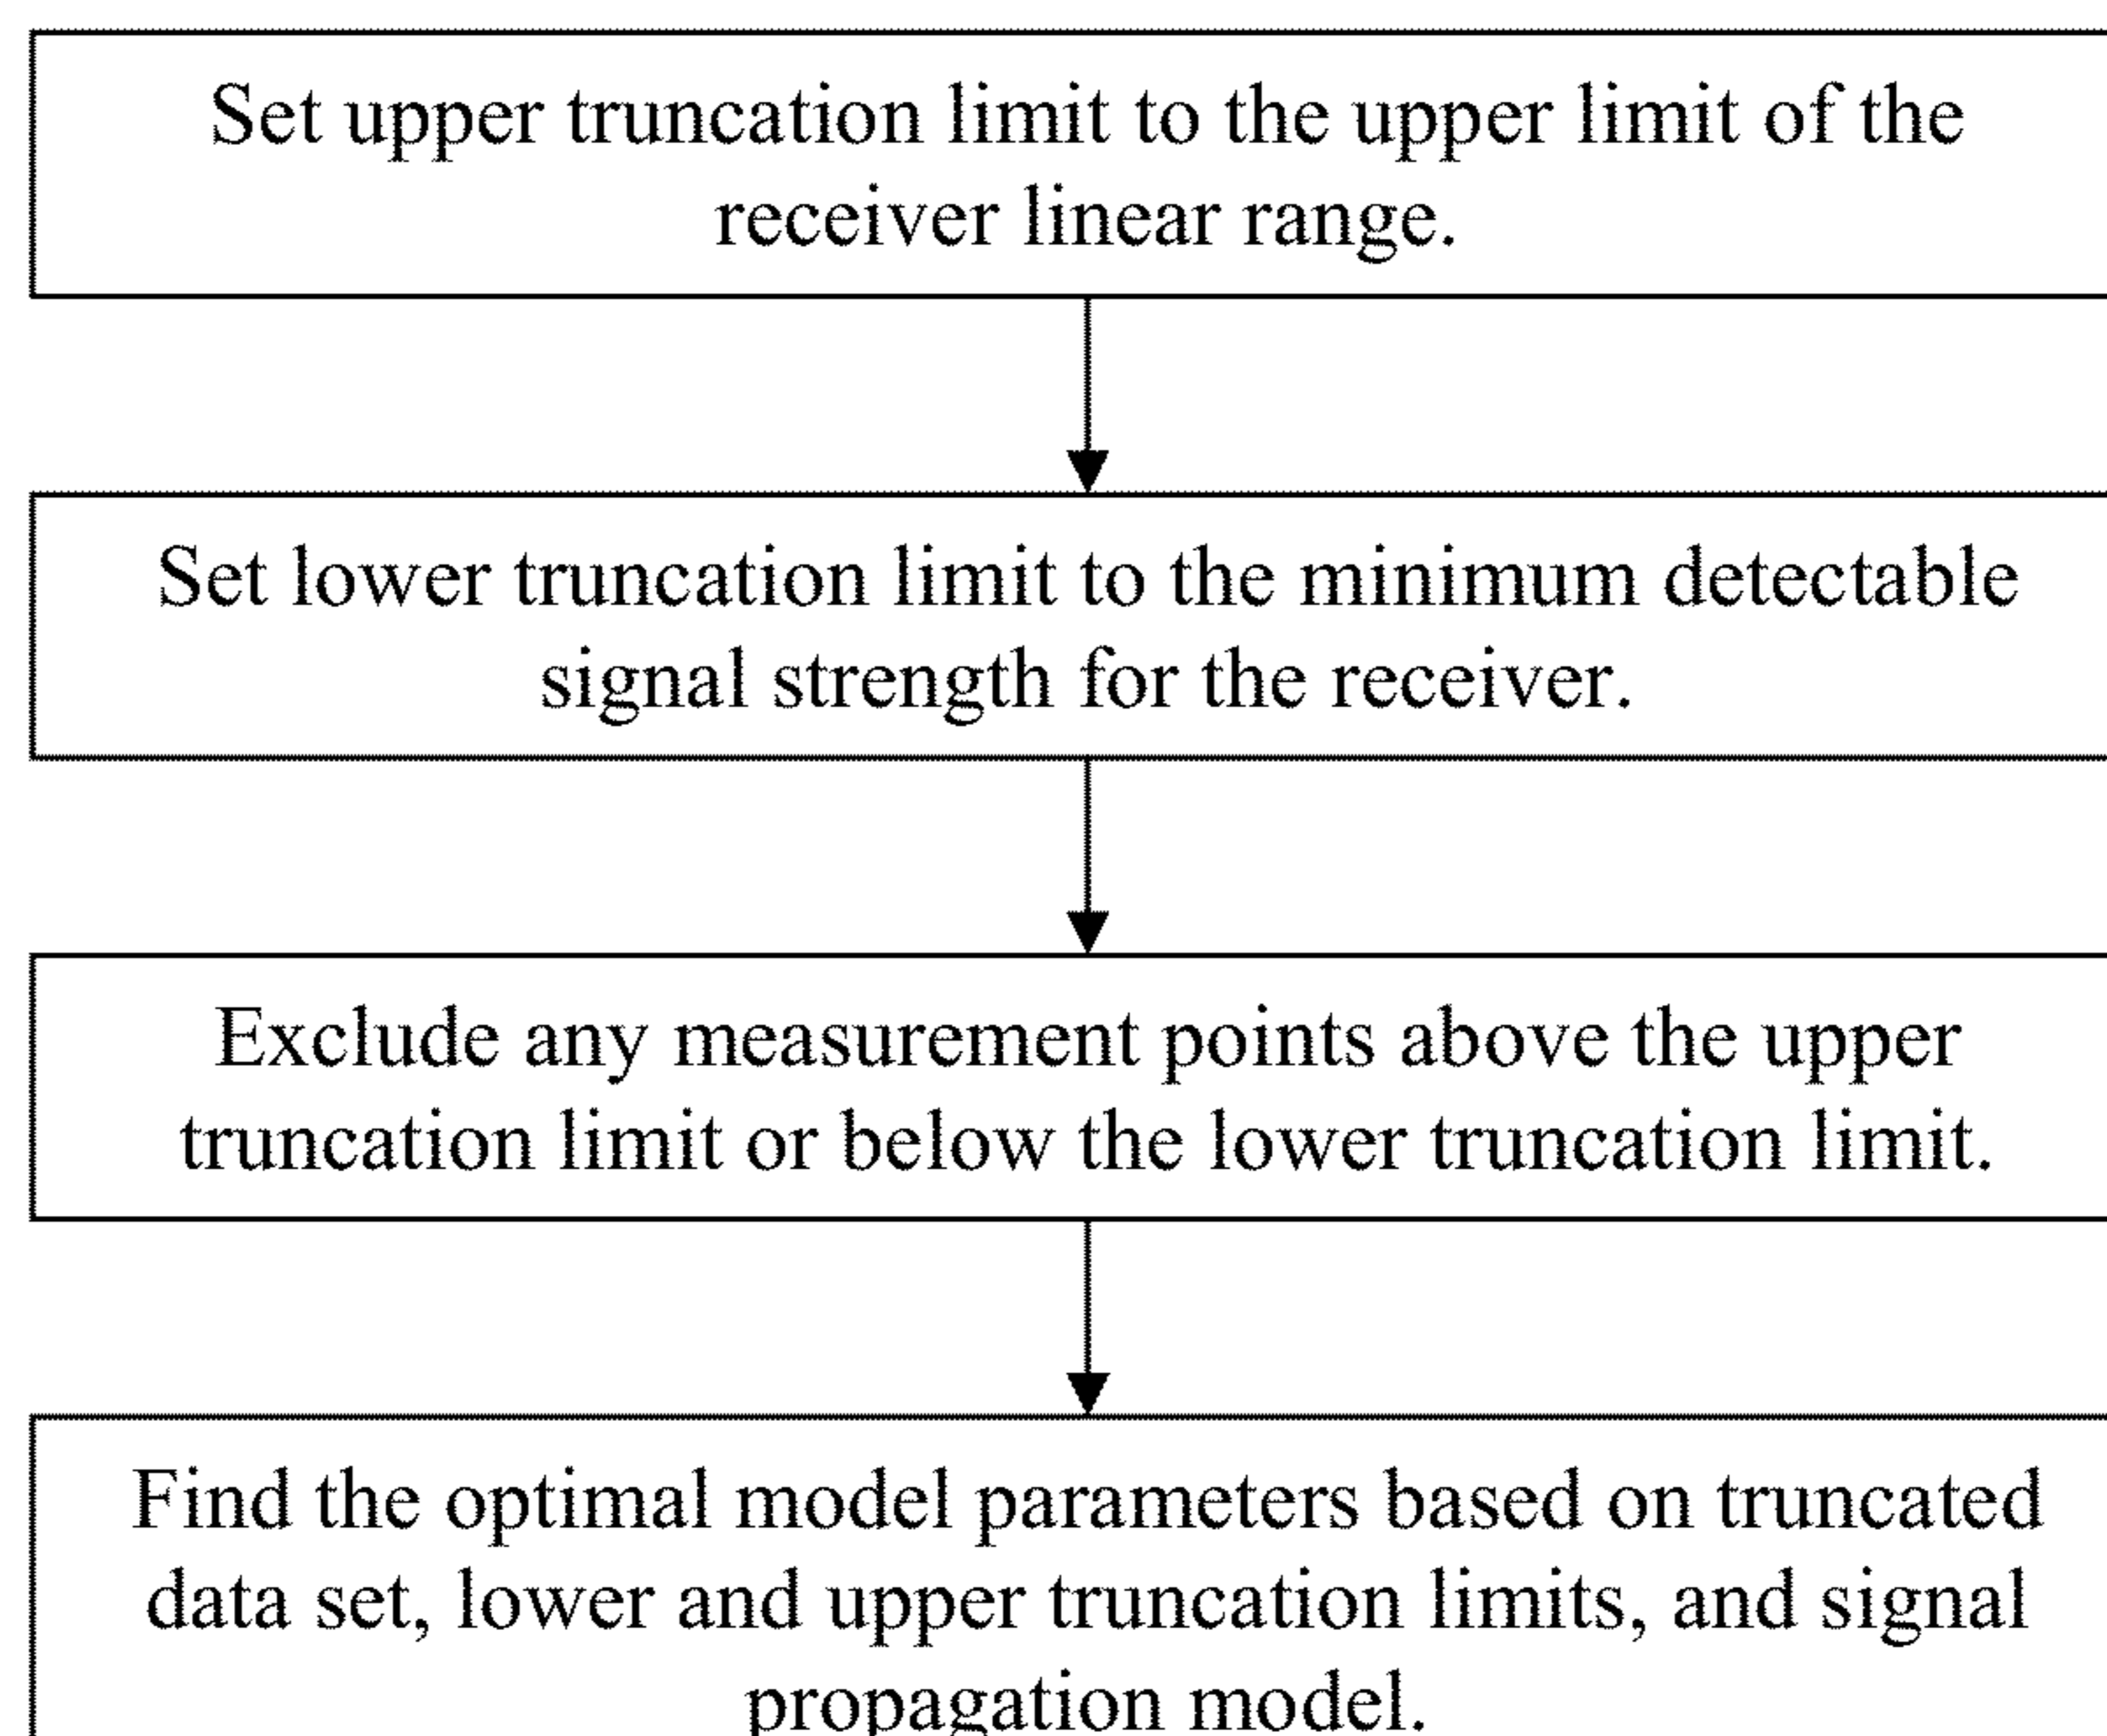 Set upper truncation limit to the upper limit of the
receiver linear range.
Set lower truncation limit to the minimum detectable
signal strength for the receiver.
Exclude any measurement points above the upper
truncation limit or below the lower truncation limit.
Find the optimal model parameters based on truncated
data set, lower and upper truncation limits, and signal
propagation model.